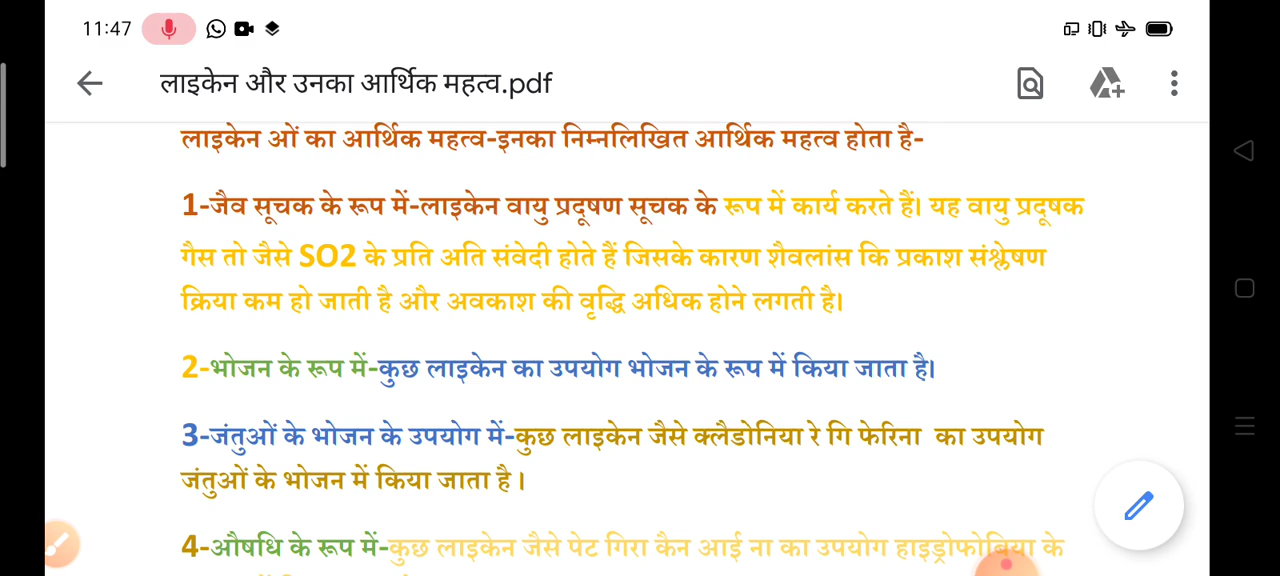 11:47
लाइकेन और उनका आर्थिक महत्व.pdf
लाइकेन ओं का आर्थिक महत्व-इनका निम्नलिखित आर्थिक महत्व होता है-
1-जैव सूचक के रूप में-लाइकेन वायु प्रदूषण सूचक के रूप में कार्य करते हैं। यह वायु प्रदूषक
गैस तो जैसे SO2 के प्रति अति संवेदी होते हैं जिसके कारण शैवलांस कि प्रकाश संश्लेषण
क्रिया कम हो जाती है और अवकाश की वृद्धि अधिक होने लगती है।
2-भोजन के रूप में-कुछ लाइकेन का उपयोग भोजन के रूप में किया जाता है।
3-जंतुओं के भोजन के उपयोग में-कुछ लाइकेन जैसे क्लैडोनिया रे गि फेरिना का उपयोग
जंतुओं के भोजन में किया जाता है ।
4-औषधि के रूप में-कुछ लाइकेन जैसे पेट गिरा कैन आई ना का उपयोग हाइड्रोफोबिया के